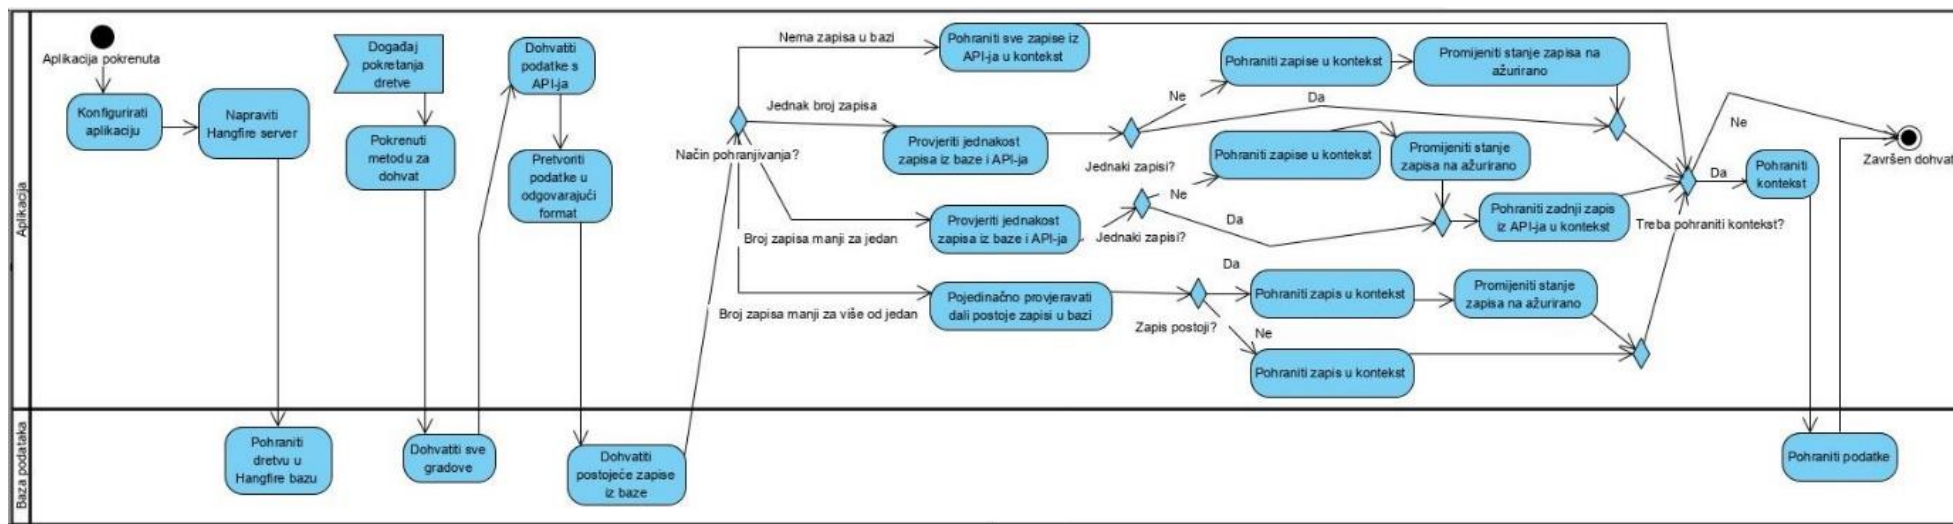 Aplikacija
Aplikacija pokrenuta
Konfigurirati
aplikaciju
Napraviti
Hangfire server
Događaj
pokretanja
dretve
Pokrenuti
metodu za
dohvat
Dohvatiti
podatke s
API-ja
Pretvoriti
podatke u
odgovarajući
format
Način pohranjivanja?
Nema zapisa u bazi
Pohraniti sve zapise iz
API-ja u kontekst
Jednak broj zapisa
Provjeriti jednakost
zapisa iz baze i API-ja
Jednaki zapisi?
Ne
Da
Pohraniti zapise u kontekst
Promijeniti stanje zapisa na
ažurirano
Broj zapisa manji za jedan
Provjeriti jednakost
zapisa iz baze i API-ja
Jednaki zapisi?
Ne
Da
Pohraniti zapise u kontekst
Promijeniti stanje
zapisa na ažurirano
Pohraniti zadnji zapis
iz API-ja u kontekst
Broj zapisa manji za više od jedan
Pojedinačno provjeravati
dali postoje zapisi u bazi
Zapis postoji?
Da
Ne
Pohraniti zapis u kontekst
Promijeniti stanje
zapisa na ažurirano
Pohraniti zapis u kontekst
Treba pohraniti kontekst?
Ne
Da
Pohraniti
kontekst
Završen dohvat
Baza podataka
Pohraniti
dretvu u
Hangfire bazu
Dohvatiti sve
gradove
Dohvatiti
postojeće zapise
iz baze
Pohraniti podatke